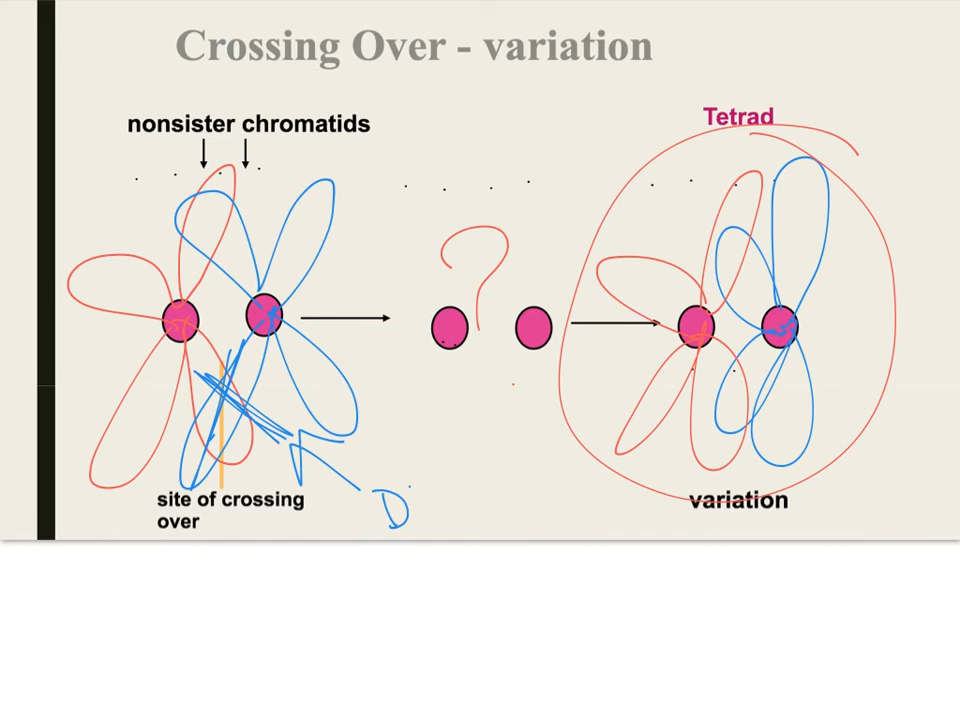 Crossing Over - variation
nonsister chromatids
Tetrad
?
site of crossing
over
D
variation